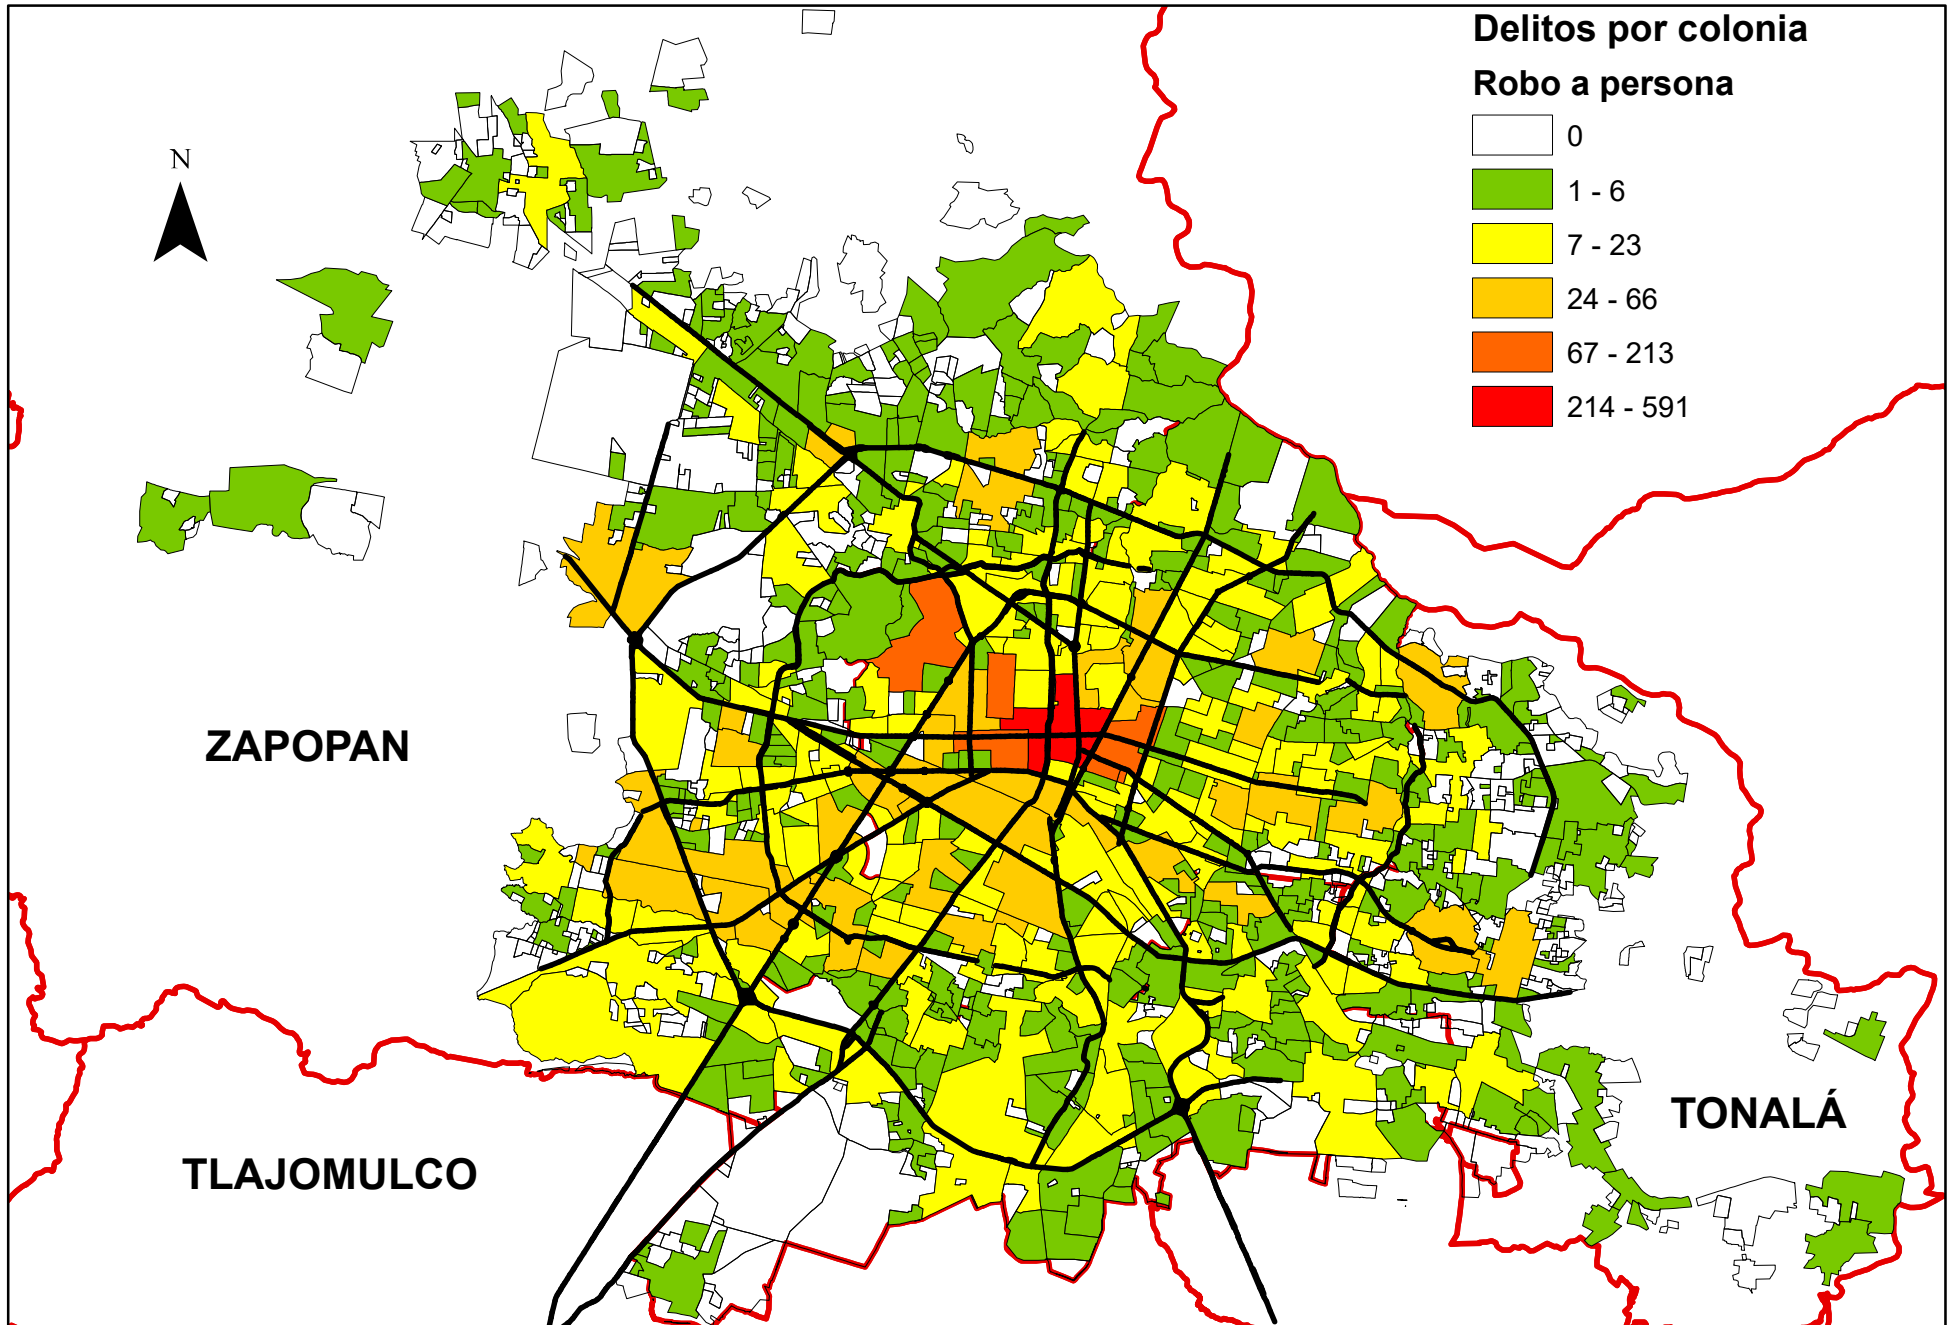 Delitos por colonia
Robo a persona
0
1 - 6
7 - 23
24 - 66
67 - 213
214 - 591
N
ZAPOPAN
TONALÁ
TLAJOMULCO